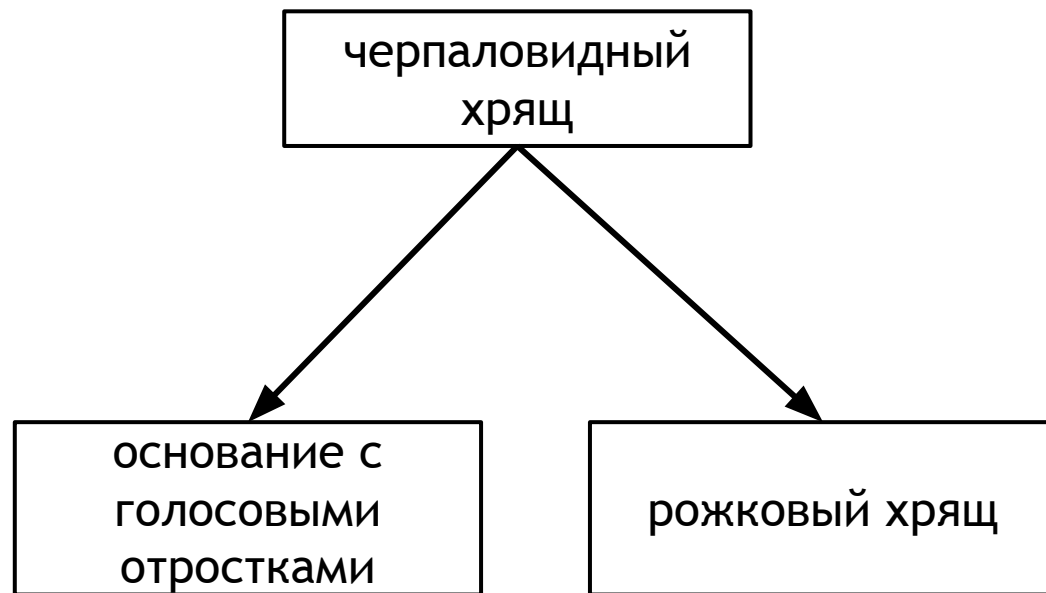 черпаловидный
хрящ
основание с
голосовыми
отростками
рожковый хрящ